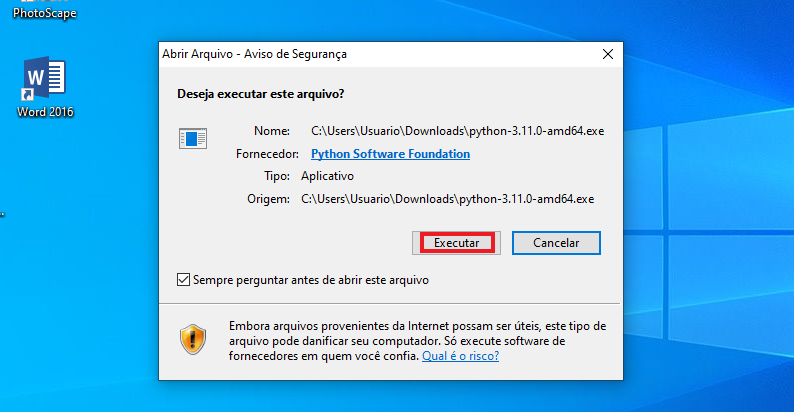 PhotoScape
Word 2016
Abrir Arquivo - Aviso de Segurança
Deseja executar este arquivo?
Nome: C:\Users\Usuario\Downloads\python-3.11.0-amd64.exe
Fornecedor: Python Software Foundation
Tipo: Aplicativo
Origem: C:\Users\Usuario\Downloads\python-3.11.0-amd64.exe
Executar Cancelar
Sempre perguntar antes de abrir este arquivo
Embora arquivos provenientes da Internet possam ser úteis, este tipo de
arquivo pode danificar seu computador. Só execute software de
fornecedores em quem você confia. Qual é o risco?